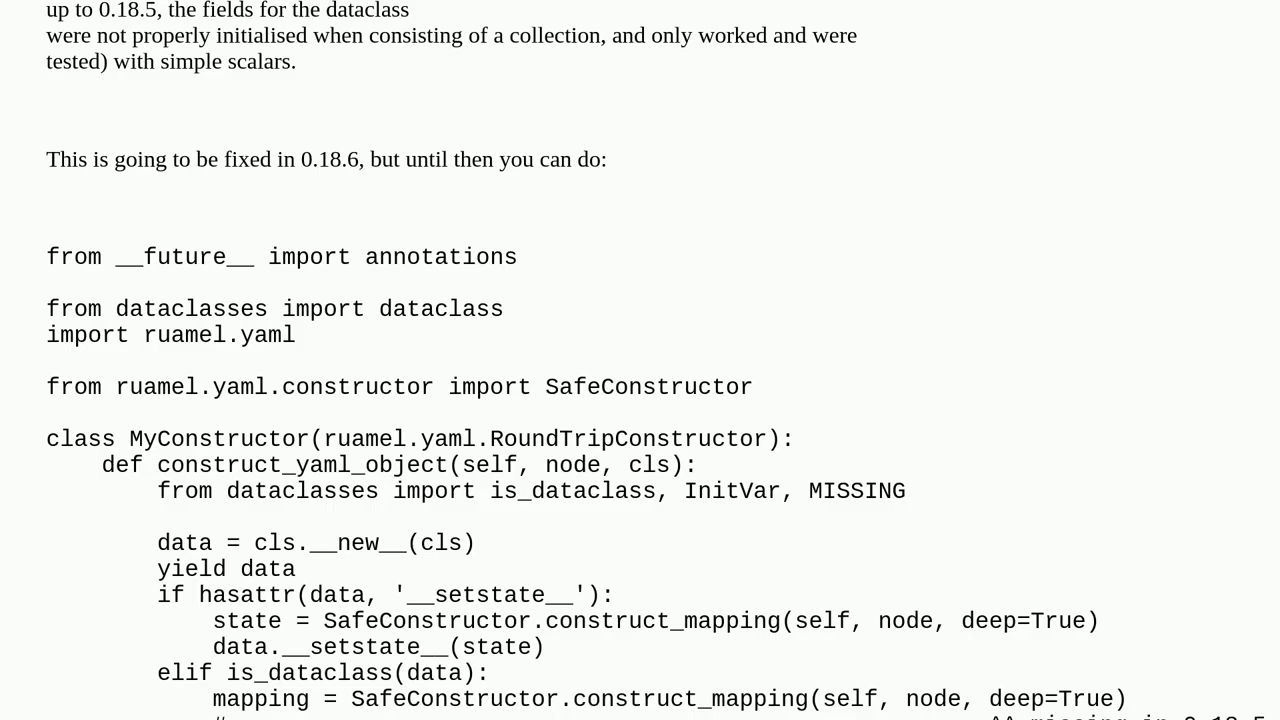 up to 0.18.5, the fields for the dataclass
were not properly initialised when consisting of a collection, and only worked and were
tested) with simple scalars.
This is going to be fixed in 0.18.6, but until then you can do:
from __future__ import annotations
from dataclasses import dataclass
import ruamel.yaml
from ruamel.yaml.constructor import SafeConstructor
class MyConstructor(ruamel.yaml.RoundTripConstructor):
    def construct_yaml_object(self, node, cls):
        from dataclasses import is_dataclass, InitVar, MISSING
        data = cls.__new__(cls)
        yield data
        if hasattr(data, '__setstate__'):
            state = SafeConstructor.construct_mapping(self, node, deep=True)
            data.__setstate__(state)
        elif is_dataclass(data):
            mapping = SafeConstructor.construct_mapping(self, node, deep=True)
            # ^^ missing in 0.18.5